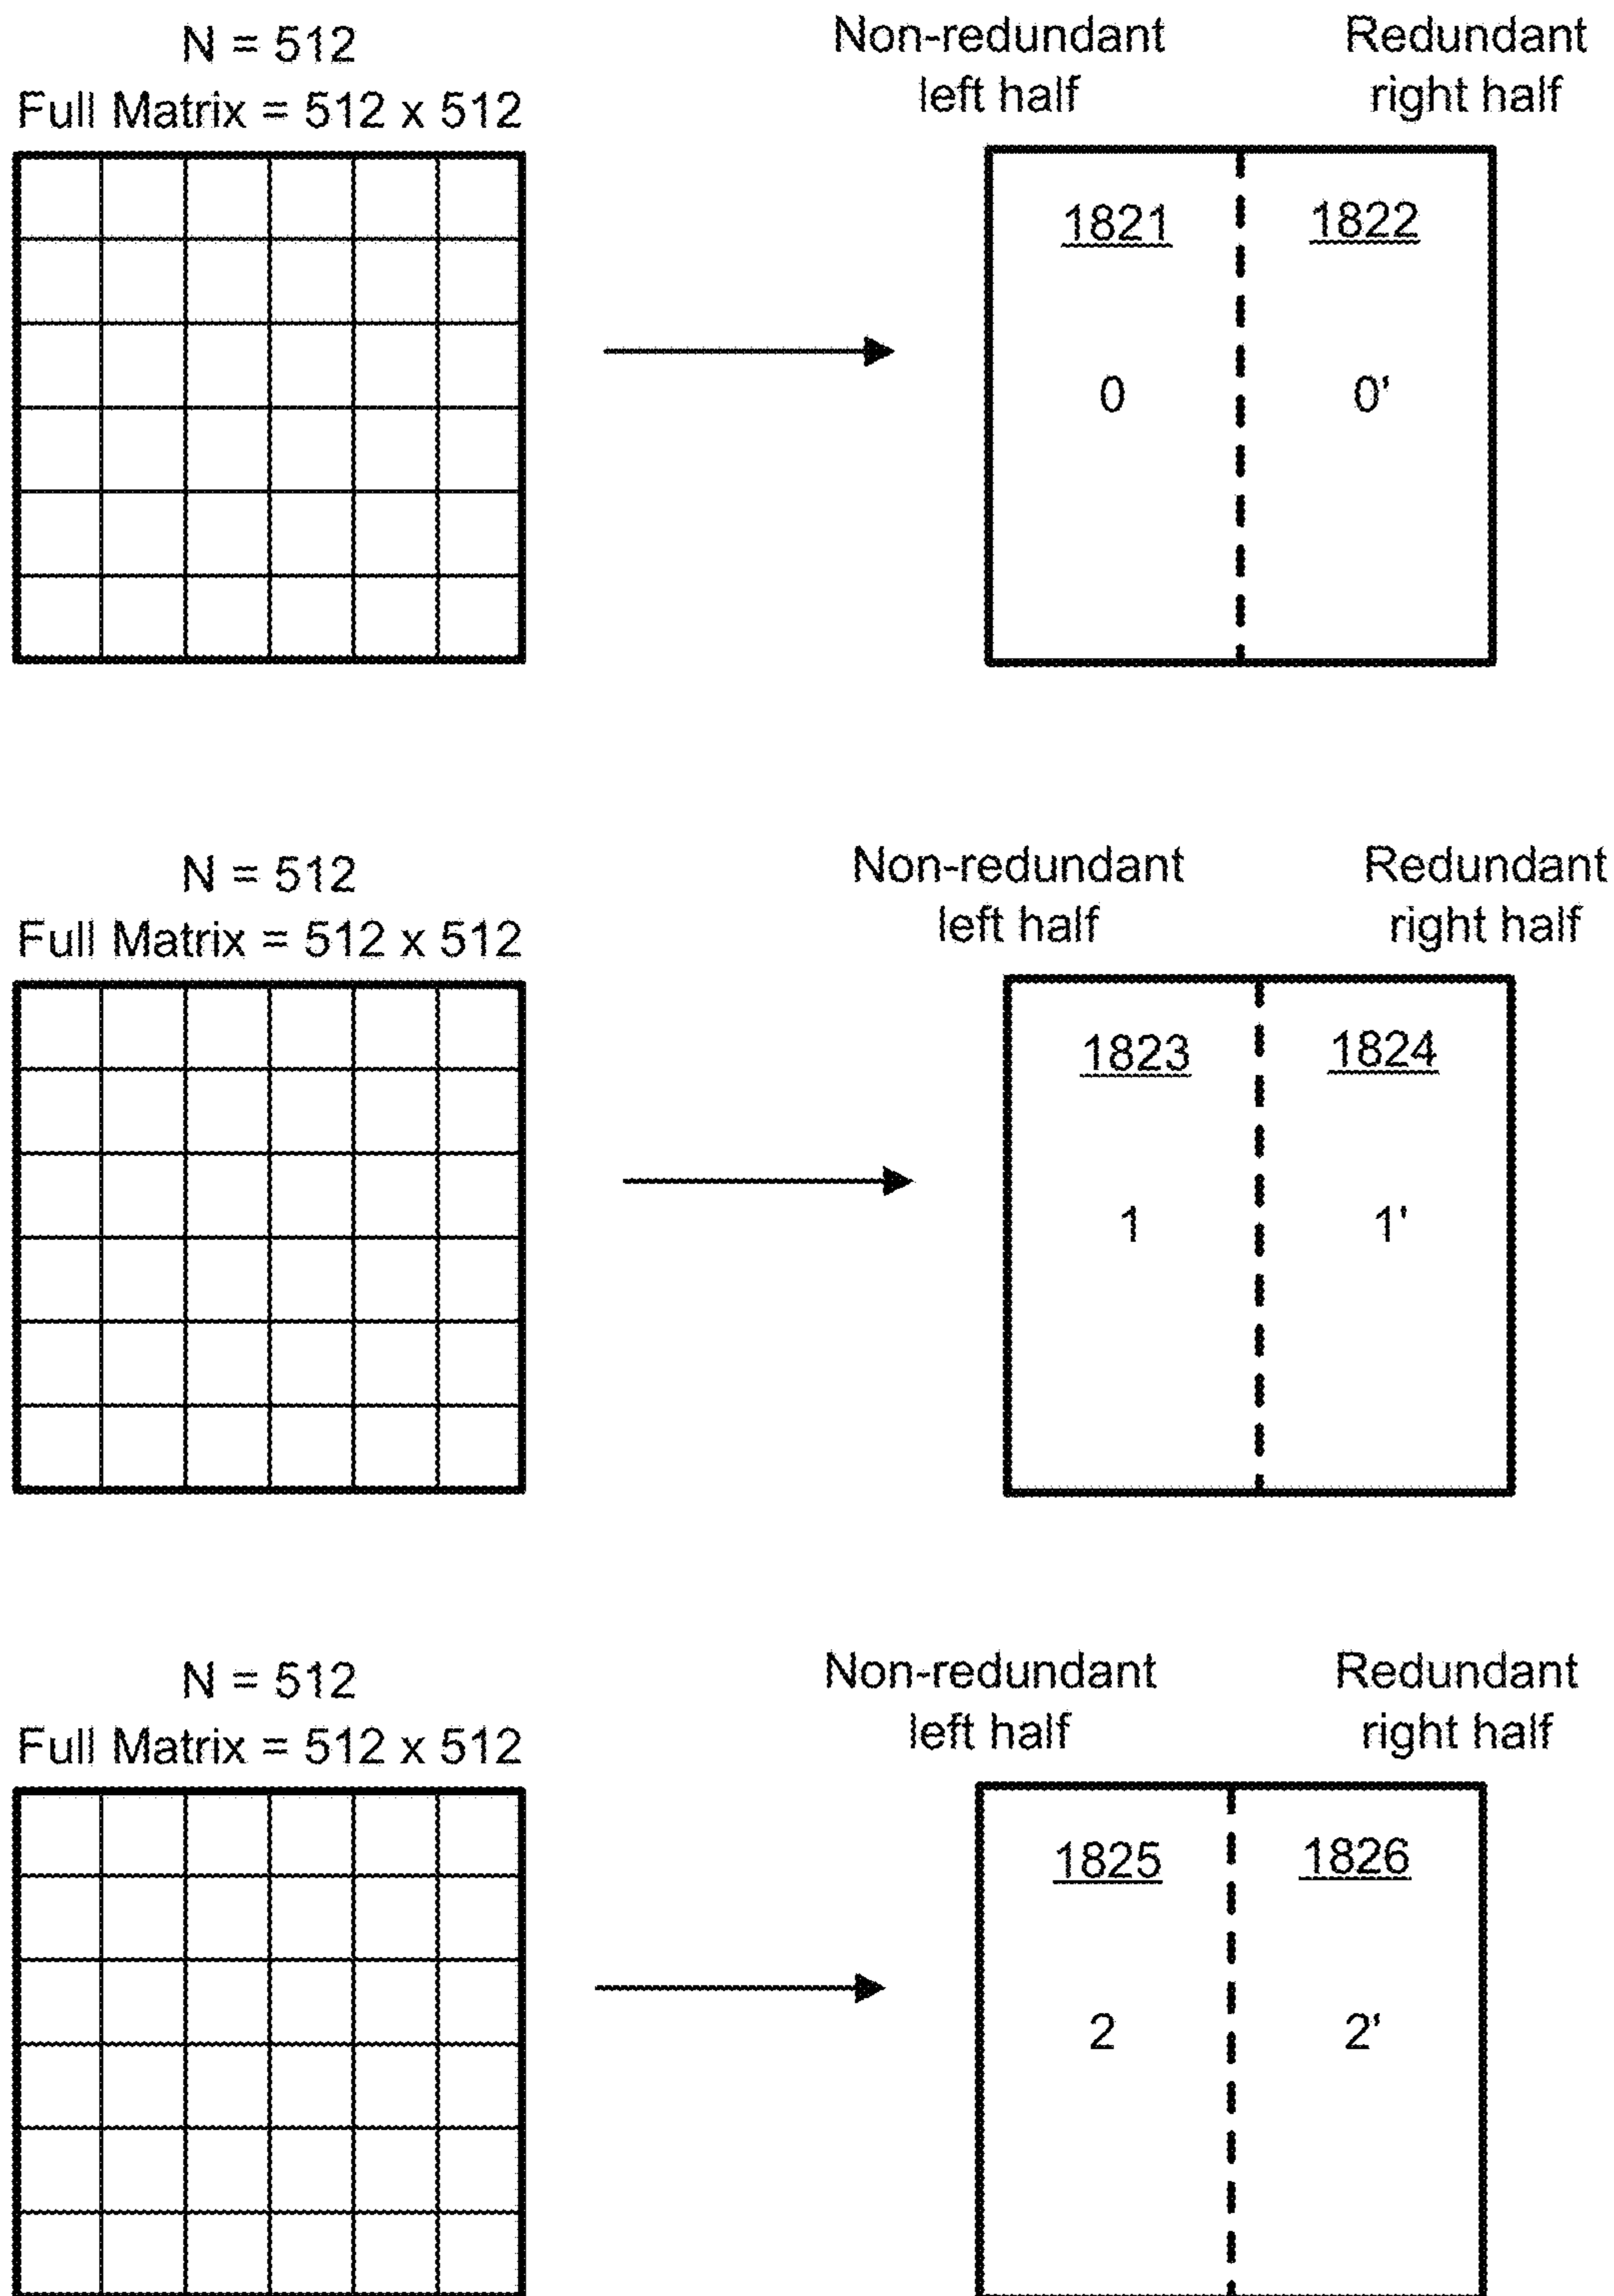 N = 512
Full Matrix = 512 x 512
Non-redundant
left half
Redundant
right half
1821
1822
0
0'
N = 512
Full Matrix = 512 x 512
Non-redundant
left half
Redundant
right half
1823
1824
1
1'
N = 512
Full Matrix = 512 x 512
Non-redundant
left half
Redundant
right half
1825
1826
2
2'